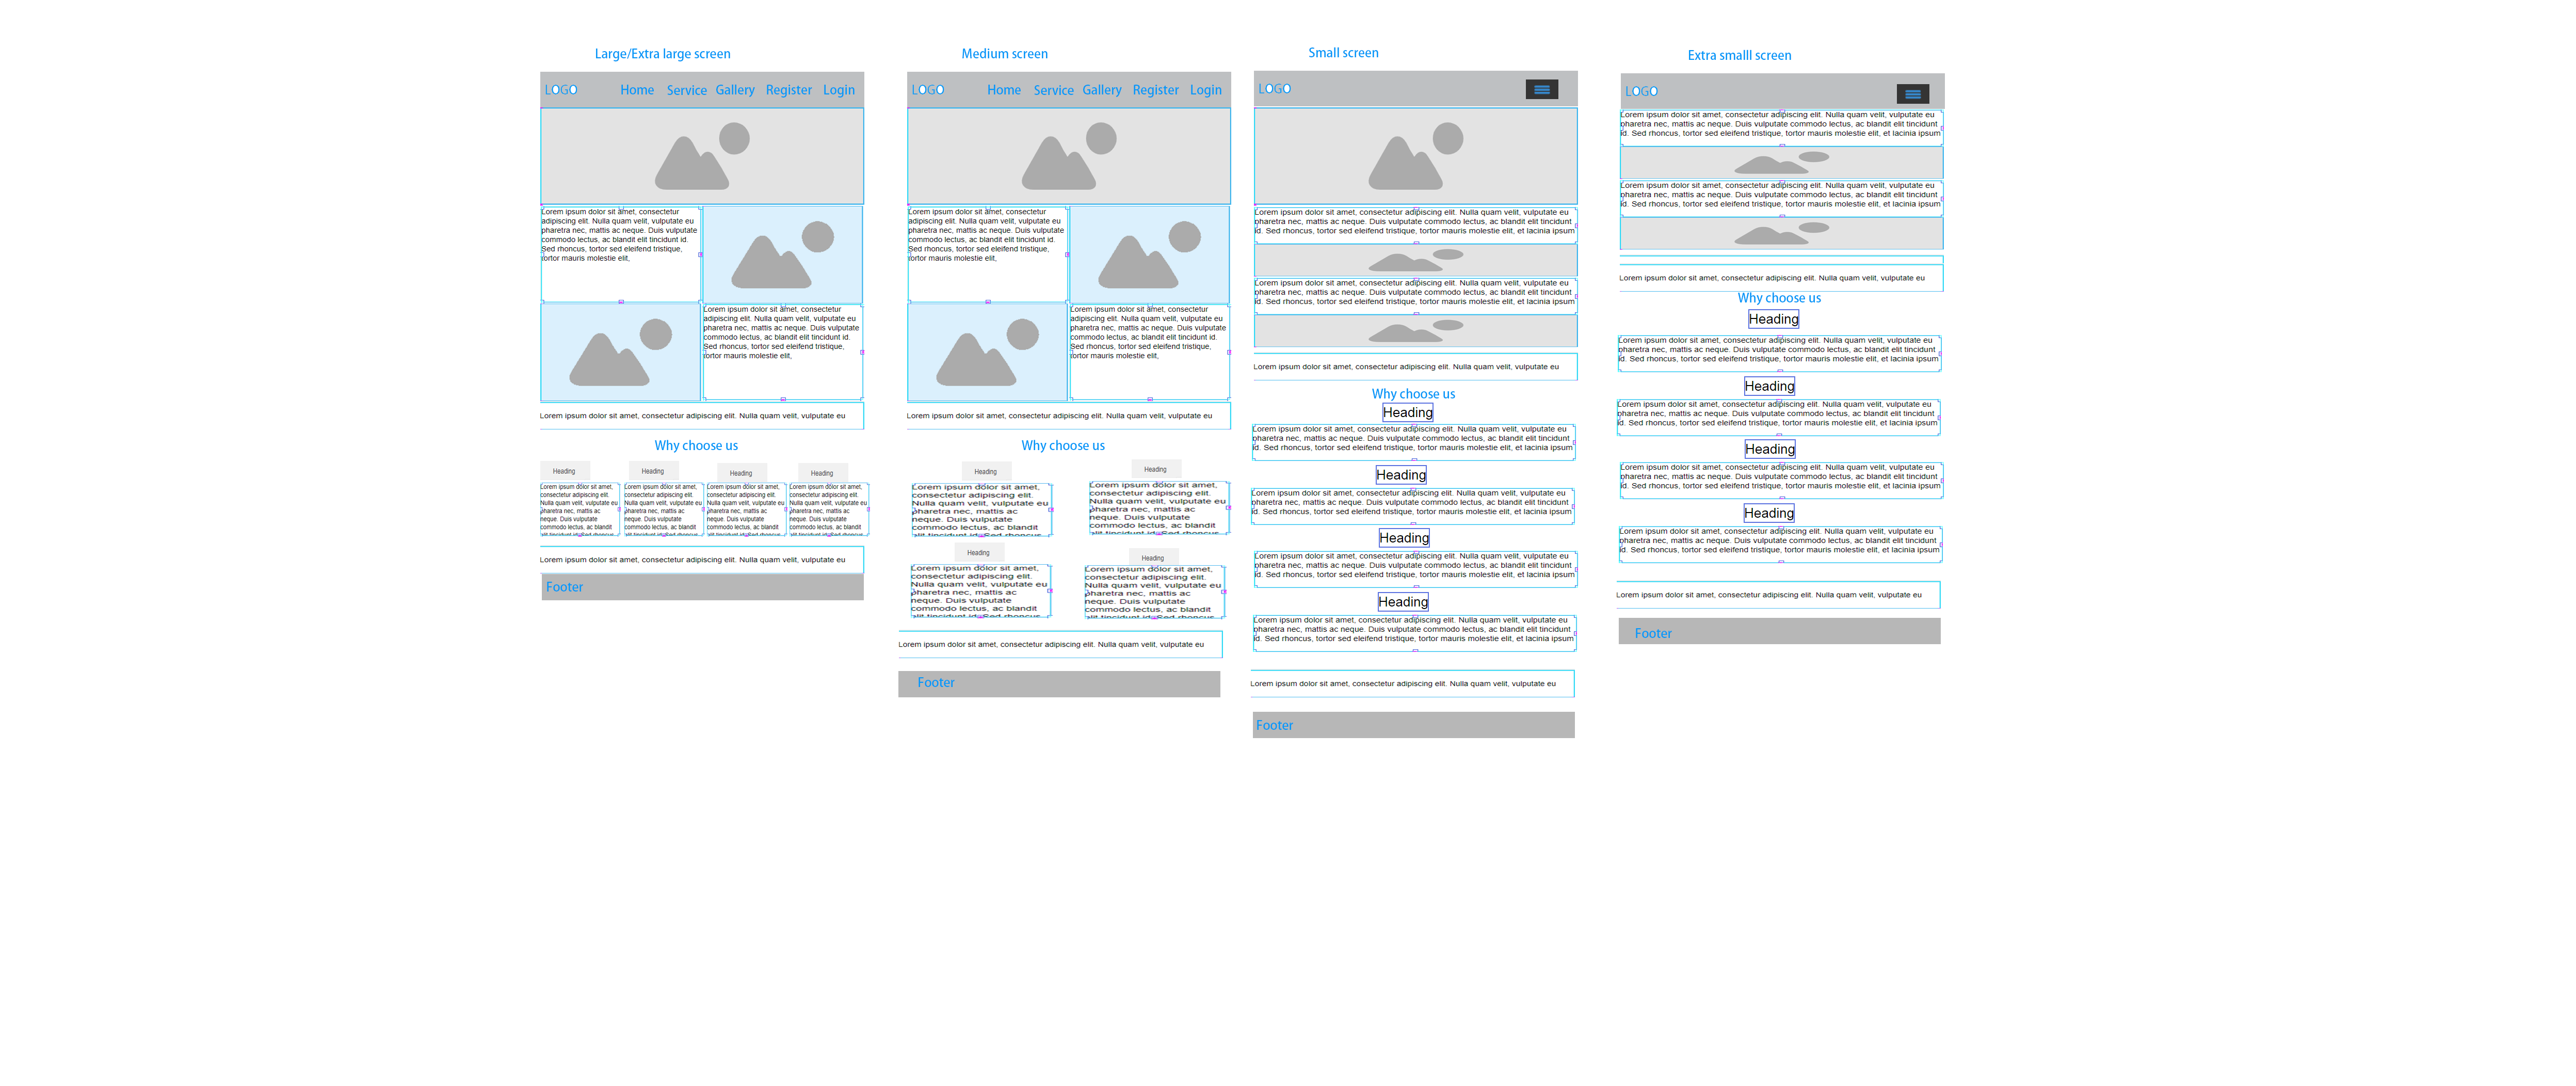 Large/Extra large screen
LOGO
Home Service Gallery Register Login
Lorem ipsum dolor sit amet, consectetur
adipiscing elit. Nulla quam velit, vulputate eu
pharetra nec, mattis ac neque. Duis vulputate
commodo lectus, ac blandit elit tincidunt id.
Sed rhoncus, tortor sed eleifend tristique,
tortor mauris molestie elit,
Lorem ipsum dolor sit amet, consectetur
adipiscing elit. Nulla quam velit, vulputate eu
pharetra nec, mattis ac neque. Duis vulputate
commodo lectus, ac blandit elit tincidunt id.
Sed rhoncus, tortor sed eleifend tristique,
tortor mauris molestie elit,
Lorem ipsum dolor sit amet, consectetur adipiscing elit. Nulla quam velit, vulputate eu
Why choose us
Heading
Lorem ipsum dolor sit amet,
consectetur adipiscing elit.
Nulla quam velit, vulputate eu
pharetra nec, mattis ac
neque. Duis vulputate
commodo lectus, ac blandit
elit tincidunt id. Sed rhoncus
Heading
Lorem ipsum dolor sit amet,
consectetur adipiscing elit.
Nulla quam velit, vulputate eu
pharetra nec, mattis ac
neque. Duis vulputate
commodo lectus, ac blandit
elit tincidunt id. Sed rhoncus
Heading
Lorem ipsum dolor sit amet,
consectetur adipiscing elit.
Nulla quam velit, vulputate eu
pharetra nec, mattis ac
neque. Duis vulputate
commodo lectus, ac blandit
elit tincidunt id. Sed rhoncus
Heading
Lorem ipsum dolor sit amet,
consectetur adipiscing elit.
Nulla quam velit, vulputate eu
pharetra nec, mattis ac
neque. Duis vulputate
commodo lectus, ac blandit
elit tincidunt id. Sed rhoncus
Lorem ipsum dolor sit amet, consectetur adipiscing elit. Nulla quam velit, vulputate eu
Footer
Medium screen
LOGO
Home Service Gallery Register Login
Lorem ipsum dolor sit amet, consectetur
adipiscing elit. Nulla quam velit, vulputate eu
pharetra nec, mattis ac neque. Duis vulputate
commodo lectus, ac blandit elit tincidunt id.
Sed rhoncus, tortor sed eleifend tristique,
tortor mauris molestie elit,
Lorem ipsum dolor sit amet, consectetur
adipiscing elit. Nulla quam velit, vulputate eu
pharetra nec, mattis ac neque. Duis vulputate
commodo lectus, ac blandit elit tincidunt id.
Sed rhoncus, tortor sed eleifend tristique,
tortor mauris molestie elit,
Lorem ipsum dolor sit amet, consectetur adipiscing elit. Nulla quam velit, vulputate eu
Why choose us
Heading
Lorem ipsum dolor sit amet,
consectetur adipiscing elit.
Nulla quam velit, vulputate eu
pharetra nec, mattis ac
neque. Duis vulputate
commodo lectus, ac blandit
elit tincidunt id. Sed rhoncus
Heading
Lorem ipsum dolor sit amet,
consectetur adipiscing elit.
Nulla quam velit, vulputate eu
pharetra nec, mattis ac
neque. Duis vulputate
commodo lectus, ac blandit
elit tincidunt id. Sed rhoncus
Heading
Lorem ipsum dolor sit amet,
consectetur adipiscing elit.
Nulla quam velit, vulputate eu
pharetra nec, mattis ac
neque. Duis vulputate
commodo lectus, ac blandit
elit tincidunt id. Sed rhoncus
Heading
Lorem ipsum dolor sit amet,
consectetur adipiscing elit.
Nulla quam velit, vulputate eu
pharetra nec, mattis ac
neque. Duis vulputate
commodo lectus, ac blandit
elit tincidunt id. Sed rhoncus
Lorem ipsum dolor sit amet, consectetur adipiscing elit. Nulla quam velit, vulputate eu
Footer
Small screen
LOGO
Lorem ipsum dolor sit amet, consectetur adipiscing elit. Nulla quam velit, vulputate eu
pharetra nec, mattis ac neque. Duis vulputate commodo lectus, ac blandit elit tincidunt
id. Sed rhoncus, tortor sed eleifend tristique, tortor mauris molestie elit, et lacinia ipsum
Lorem ipsum dolor sit amet, consectetur adipiscing elit. Nulla quam velit, vulputate eu
pharetra nec, mattis ac neque. Duis vulputate commodo lectus, ac blandit elit tincidunt
id. Sed rhoncus, tortor sed eleifend tristique, tortor mauris molestie elit, et lacinia ipsum
Lorem ipsum dolor sit amet, consectetur adipiscing elit. Nulla quam velit, vulputate eu
Why choose us
Heading
Lorem ipsum dolor sit amet, consectetur adipiscing elit. Nulla quam velit, vulputate eu
pharetra nec, mattis ac neque. Duis vulputate commodo lectus, ac blandit elit tincidunt
id. Sed rhoncus, tortor sed eleifend tristique, tortor mauris molestie elit, et lacinia ipsum
Heading
Lorem ipsum dolor sit amet, consectetur adipiscing elit. Nulla quam velit, vulputate eu
pharetra nec, mattis ac neque. Duis vulputate commodo lectus, ac blandit elit tincidunt
id. Sed rhoncus, tortor sed eleifend tristique, tortor mauris molestie elit, et lacinia ipsum
Heading
Lorem ipsum dolor sit amet, consectetur adipiscing elit. Nulla quam velit, vulputate eu
pharetra nec, mattis ac neque. Duis vulputate commodo lectus, ac blandit elit tincidunt
id. Sed rhoncus, tortor sed eleifend tristique, tortor mauris molestie elit, et lacinia ipsum
Heading
Lorem ipsum dolor sit amet, consectetur adipiscing elit. Nulla quam velit, vulputate eu
pharetra nec, mattis ac neque. Duis vulputate commodo lectus, ac blandit elit tincidunt
id. Sed rhoncus, tortor sed eleifend tristique, tortor mauris molestie elit, et lacinia ipsum
Lorem ipsum dolor sit amet, consectetur adipiscing elit. Nulla quam velit, vulputate eu
Footer
Extra smalll screen
LOGO
Lorem ipsum dolor sit amet, consectetur adipiscing elit. Nulla quam velit, vulputate eu
pharetra nec, mattis ac neque. Duis vulputate commodo lectus, ac blandit elit tincidunt
id. Sed rhoncus, tortor sed eleifend tristique, tortor mauris molestie elit, et lacinia ipsum
Lorem ipsum dolor sit amet, consectetur adipiscing elit. Nulla quam velit, vulputate eu
pharetra nec, mattis ac neque. Duis vulputate commodo lectus, ac blandit elit tincidunt
id. Sed rhoncus, tortor sed eleifend tristique, tortor mauris molestie elit, et lacinia ipsum
Lorem ipsum dolor sit amet, consectetur adipiscing elit. Nulla quam velit, vulputate eu
Why choose us
Heading
Lorem ipsum dolor sit amet, consectetur adipiscing elit. Nulla quam velit, vulputate eu
pharetra nec, mattis ac neque. Duis vulputate commodo lectus, ac blandit elit tincidunt
id. Sed rhoncus, tortor sed eleifend tristique, tortor mauris molestie elit, et lacinia ipsum
Heading
Lorem ipsum dolor sit amet, consectetur adipiscing elit. Nulla quam velit, vulputate eu
pharetra nec, mattis ac neque. Duis vulputate commodo lectus, ac blandit elit tincidunt
id. Sed rhoncus, tortor sed eleifend tristique, tortor mauris molestie elit, et lacinia ipsum
Heading
Lorem ipsum dolor sit amet, consectetur adipiscing elit. Nulla quam velit, vulputate eu
pharetra nec, mattis ac neque. Duis vulputate commodo lectus, ac blandit elit tincidunt
id. Sed rhoncus, tortor sed eleifend tristique, tortor mauris molestie elit, et lacinia ipsum
Heading
Lorem ipsum dolor sit amet, consectetur adipiscing elit. Nulla quam velit, vulputate eu
pharetra nec, mattis ac neque. Duis vulputate commodo lectus, ac blandit elit tincidunt
id. Sed rhoncus, tortor sed eleifend tristique, tortor mauris molestie elit, et lacinia ipsum
Lorem ipsum dolor sit amet, consectetur adipiscing elit. Nulla quam velit, vulputate eu
Footer